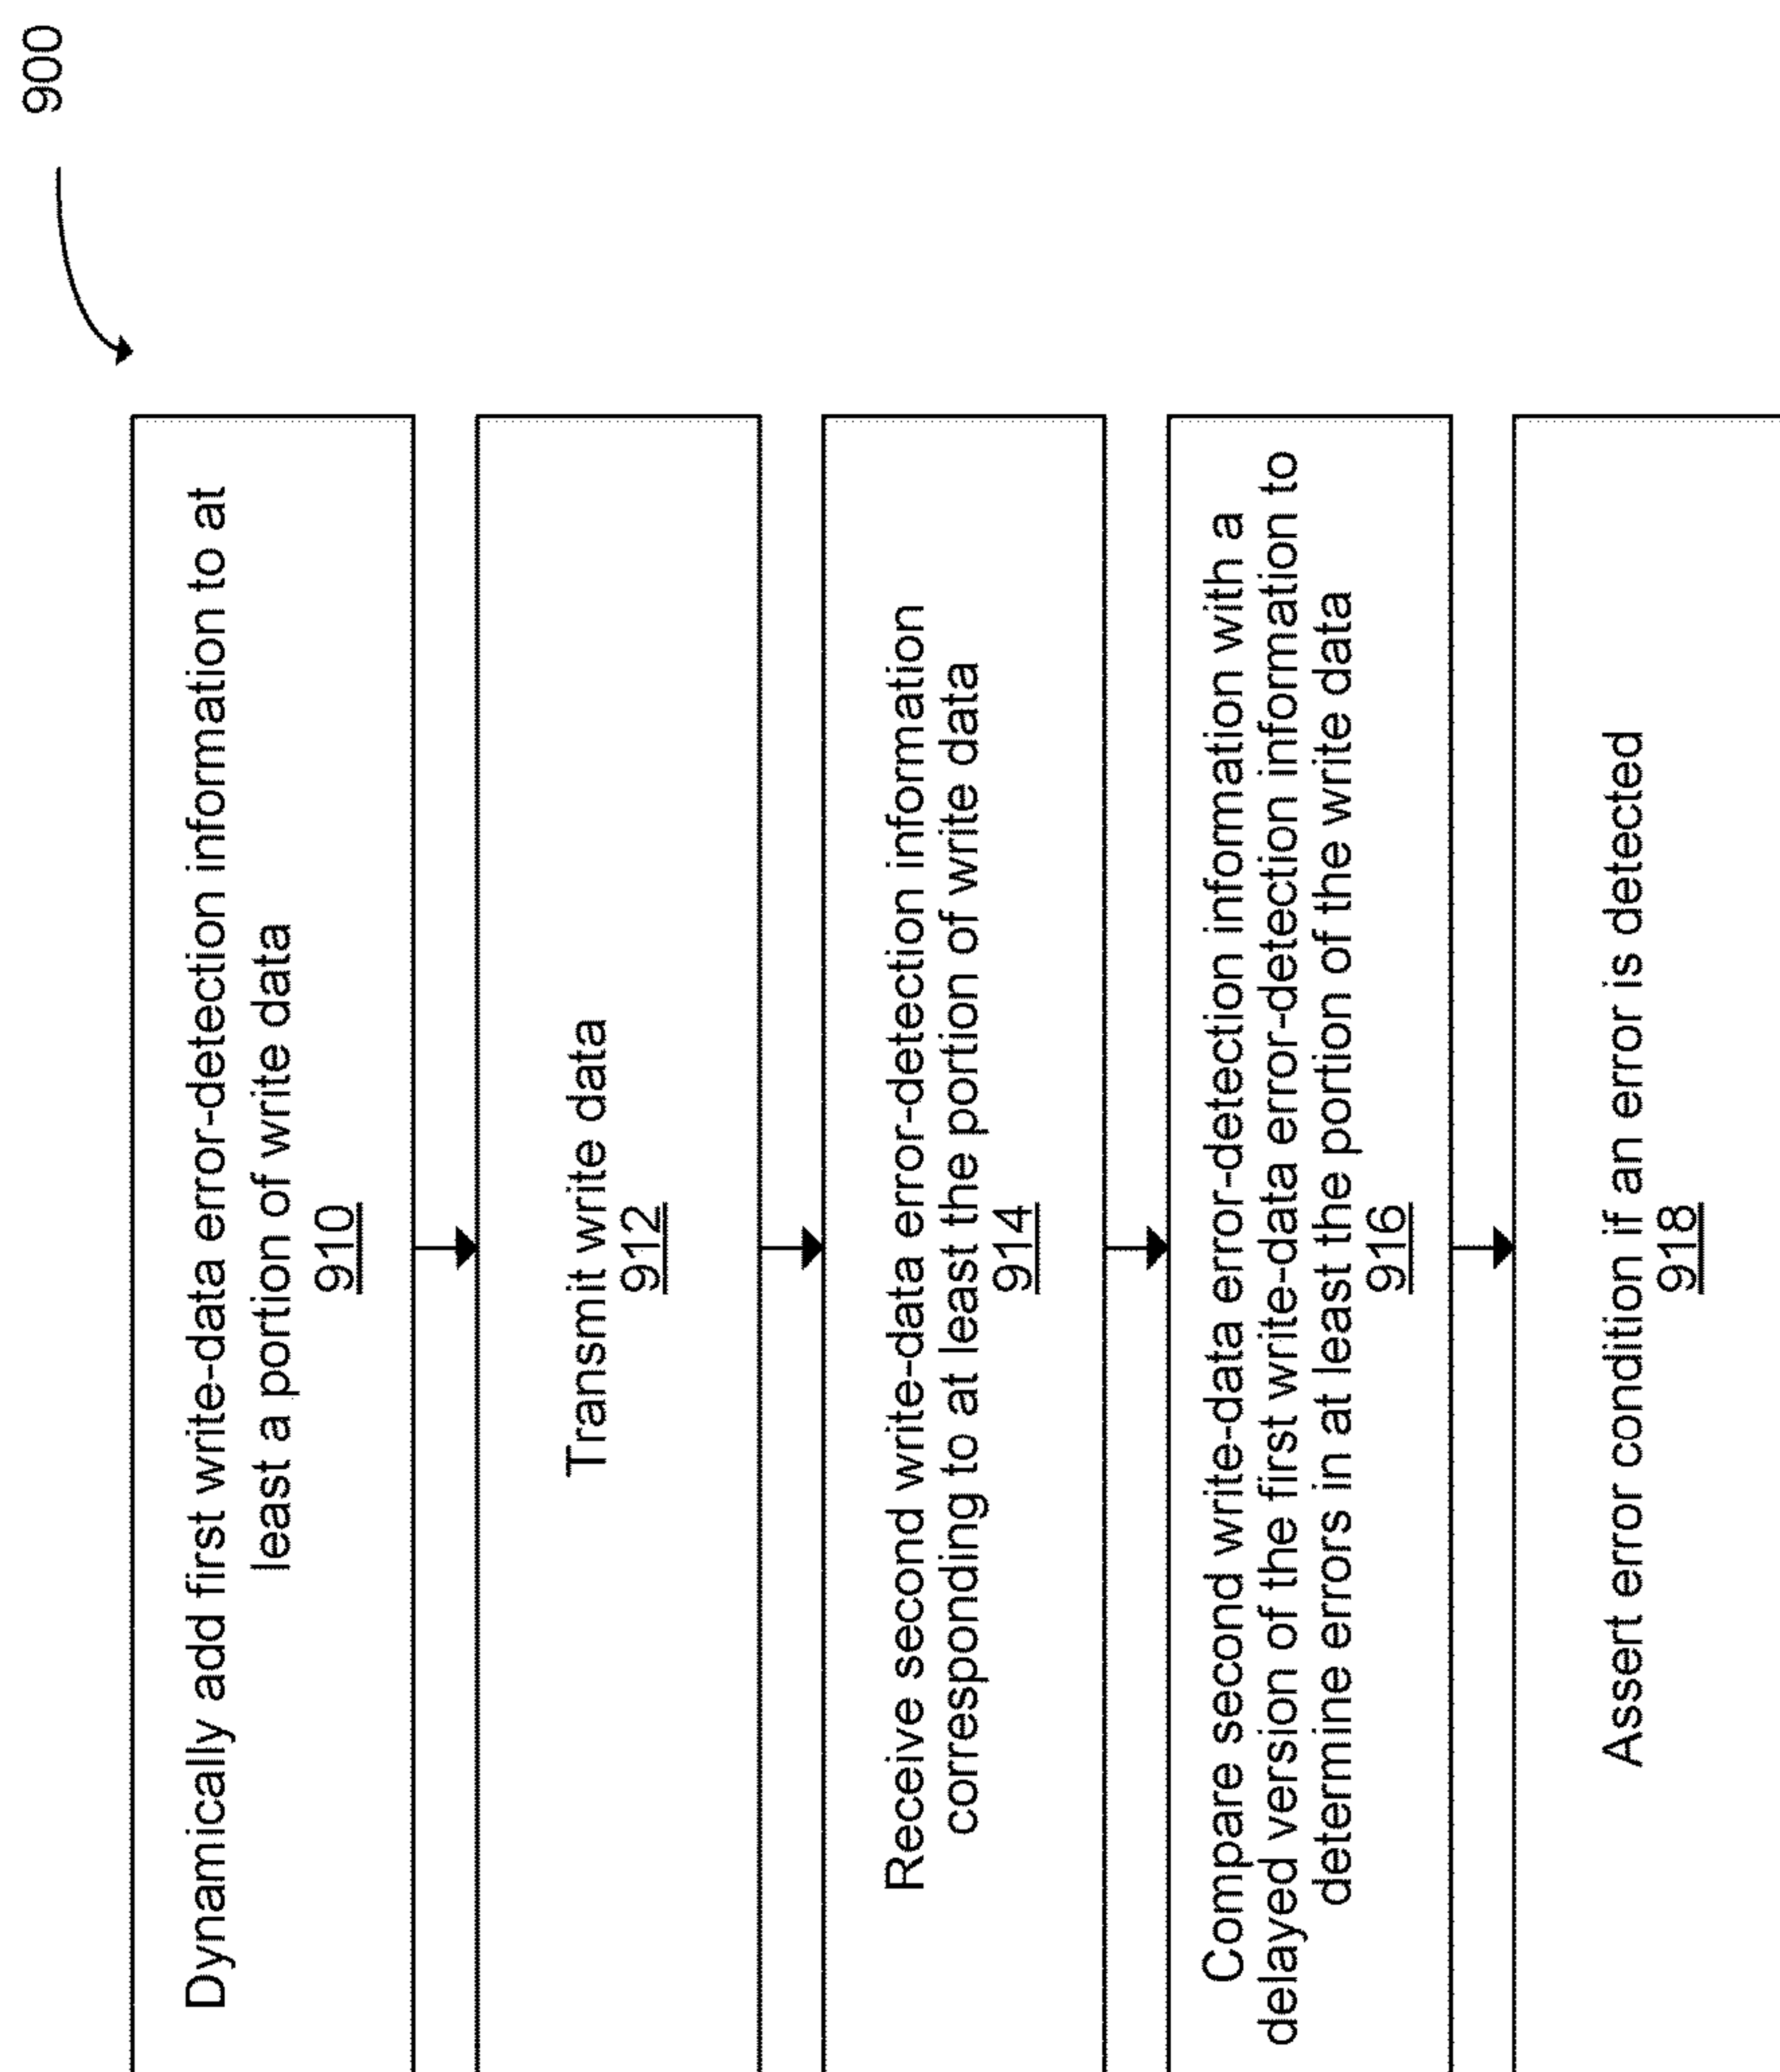 900
Dynamically add first write-data error-detection information to at
least a portion of write data
910
Transmit write data
912
Receive second write-data error-detection information
corresponding to at least the portion of write data
914
Compare second write-data error-detection information with a
delayed version of the first write-data error-detection information to
determine errors in at least the portion of the write data
916
Assert error condition if an error is detected
918